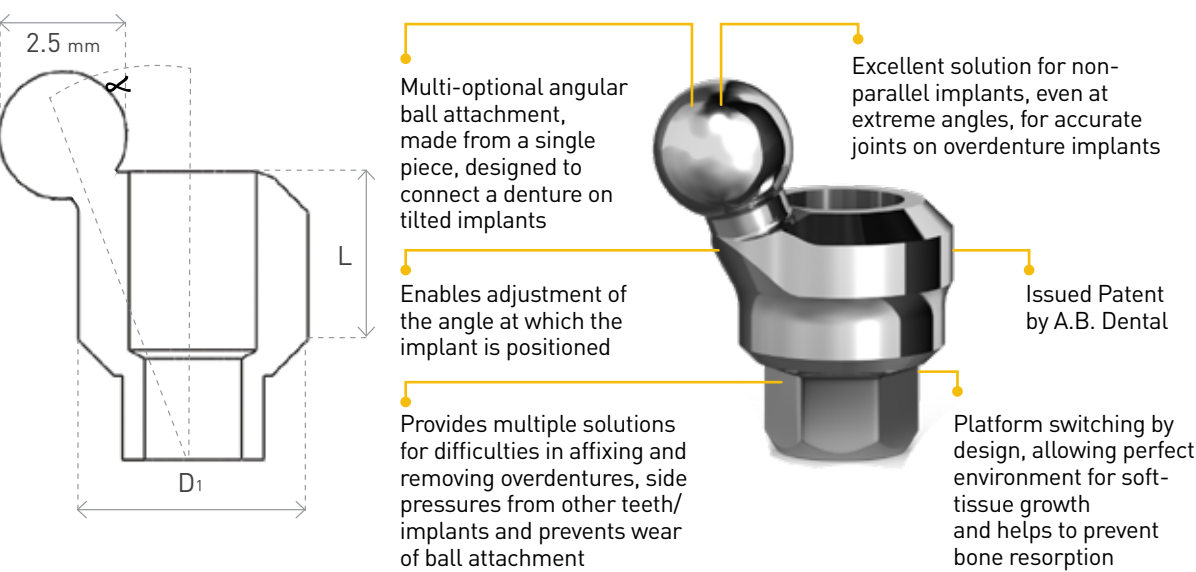 2.5 mm
∝
L
D1
Multi-optional angular
ball attachment,
made from a single
piece, designed to
connect a denture on
tilted implants
Enables adjustment of
the angle at which the
implant is positioned
Provides multiple solutions
for difficulties in affixing and
removing overdentures, side
pressures from other teeth/
implants and prevents wear
of ball attachment
Excellent solution for non-
parallel implants, even at
extreme angles, for accurate
joints on overdenture implants
Issued Patent
by A.B. Dental
Platform switching by
design, allowing perfect
environment for soft-
tissue growth
and helps to prevent
bone resorption